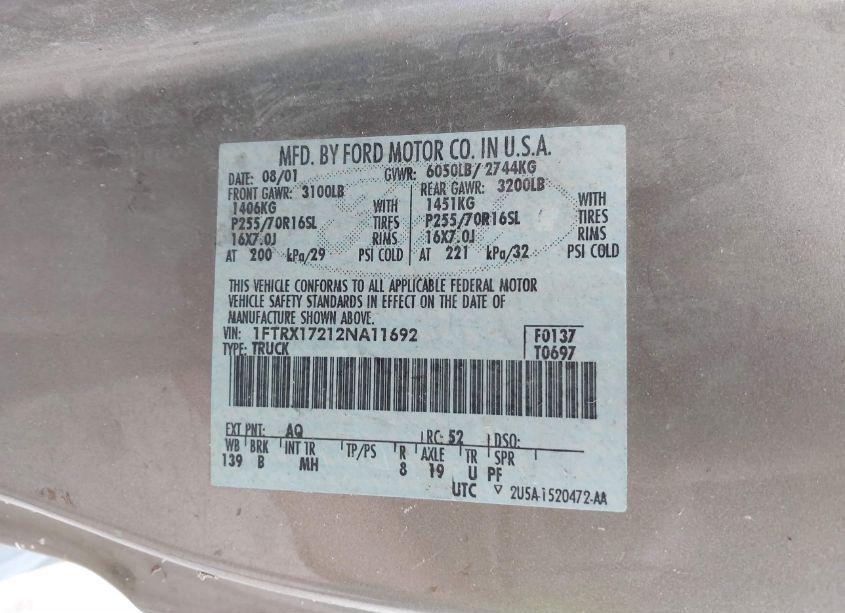 MFD. BY FORD MOTOR CO. IN U.S.A.
DATE: 08/01 GVWR: 6050LB/ 2744KG
FRONT GAWR: 3100LB REAR GAWR: 3200LB
1406KG WITH 1451KG WITH
P255/70R16SL TIRES P255/70R16SL TIRES
16X7.0J RIMS 16X7.0J RIMS
AT 200 kPa/29 PSI COLD AT 221 kPa/32 PSI COLD
THIS VEHICLE CONFORMS TO ALL APPLICABLE FEDERAL MOTOR
VEHICLE SAFETY STANDARDS IN EFFECT ON THE DATE OF
MANUFACTURE SHOWN ABOVE.
VIN: 1FTRX17212NA11692 F0137
TYPE: TRUCK T0697
EXT PNT: AQ RC: 52 DSO:
WB BRK INT TR TP/PS R AXLE TR SPR
139 B MH 8 19 U PF
UTC ▽ 2U5A-1520472-AA